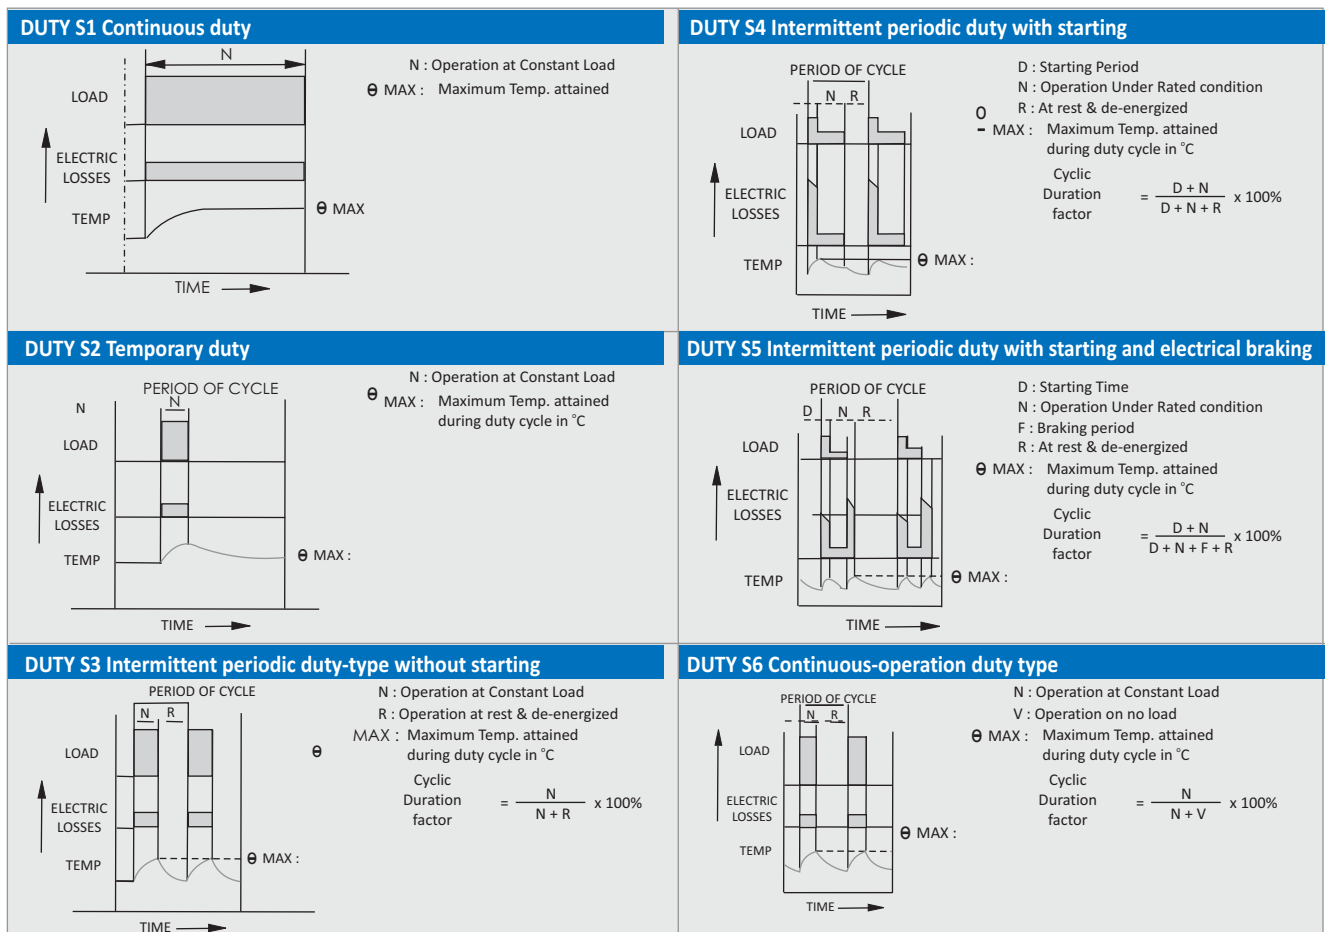 DUTY S1 Continuous duty
N
N : Operation at Constant Load
Θ MAX : Maximum Temp. attained
LOAD
ELECTRIC
LOSSES
TEMP
Θ MAX
TIME
DUTY S2 Temporary duty
PERIOD OF CYCLE
N
N
N : Operation at Constant Load
Θ MAX : Maximum Temp. attained
during duty cycle in °C
LOAD
ELECTRIC
LOSSES
TEMP
Θ MAX :
TIME
DUTY S3 Intermittent periodic duty-type without starting
PERIOD OF CYCLE
N R
N : Operation at Constant Load
R : Operation at rest & de-energized
Θ MAX : Maximum Temp. attained
during duty cycle in °C
Cyclic
Duration
factor
= N / N + R x 100%
LOAD
ELECTRIC
LOSSES
TEMP
Θ MAX :
TIME
DUTY S4 Intermittent periodic duty with starting
PERIOD OF CYCLE
N R
D : Starting Period
N : Operation Under Rated condition
R : At rest & de-energized
O
- MAX : Maximum Temp. attained
during duty cycle in °C
Cyclic
Duration
factor
= D + N / D + N + R x 100%
LOAD
ELECTRIC
LOSSES
TEMP
Θ MAX :
TIME
DUTY S5 Intermittent periodic duty with starting and electrical braking
PERIOD OF CYCLE
D N R
D : Starting Time
N : Operation Under Rated condition
F : Braking period
R : At rest & de-energized
Θ MAX : Maximum Temp. attained
during duty cycle in °C
Cyclic
Duration
factor
= D + N / D + N + F + R x 100%
LOAD
ELECTRIC
LOSSES
TEMP
Θ MAX :
TIME
DUTY S6 Continuous-operation duty type
PERIOD OF CYCLE
N R
N : Operation at Constant Load
V : Operation on no load
Θ MAX : Maximum Temp. attained
during duty cycle in °C
Cyclic
Duration
factor
= N / N + V x 100%
LOAD
ELECTRIC
LOSSES
TEMP
Θ MAX :
TIME